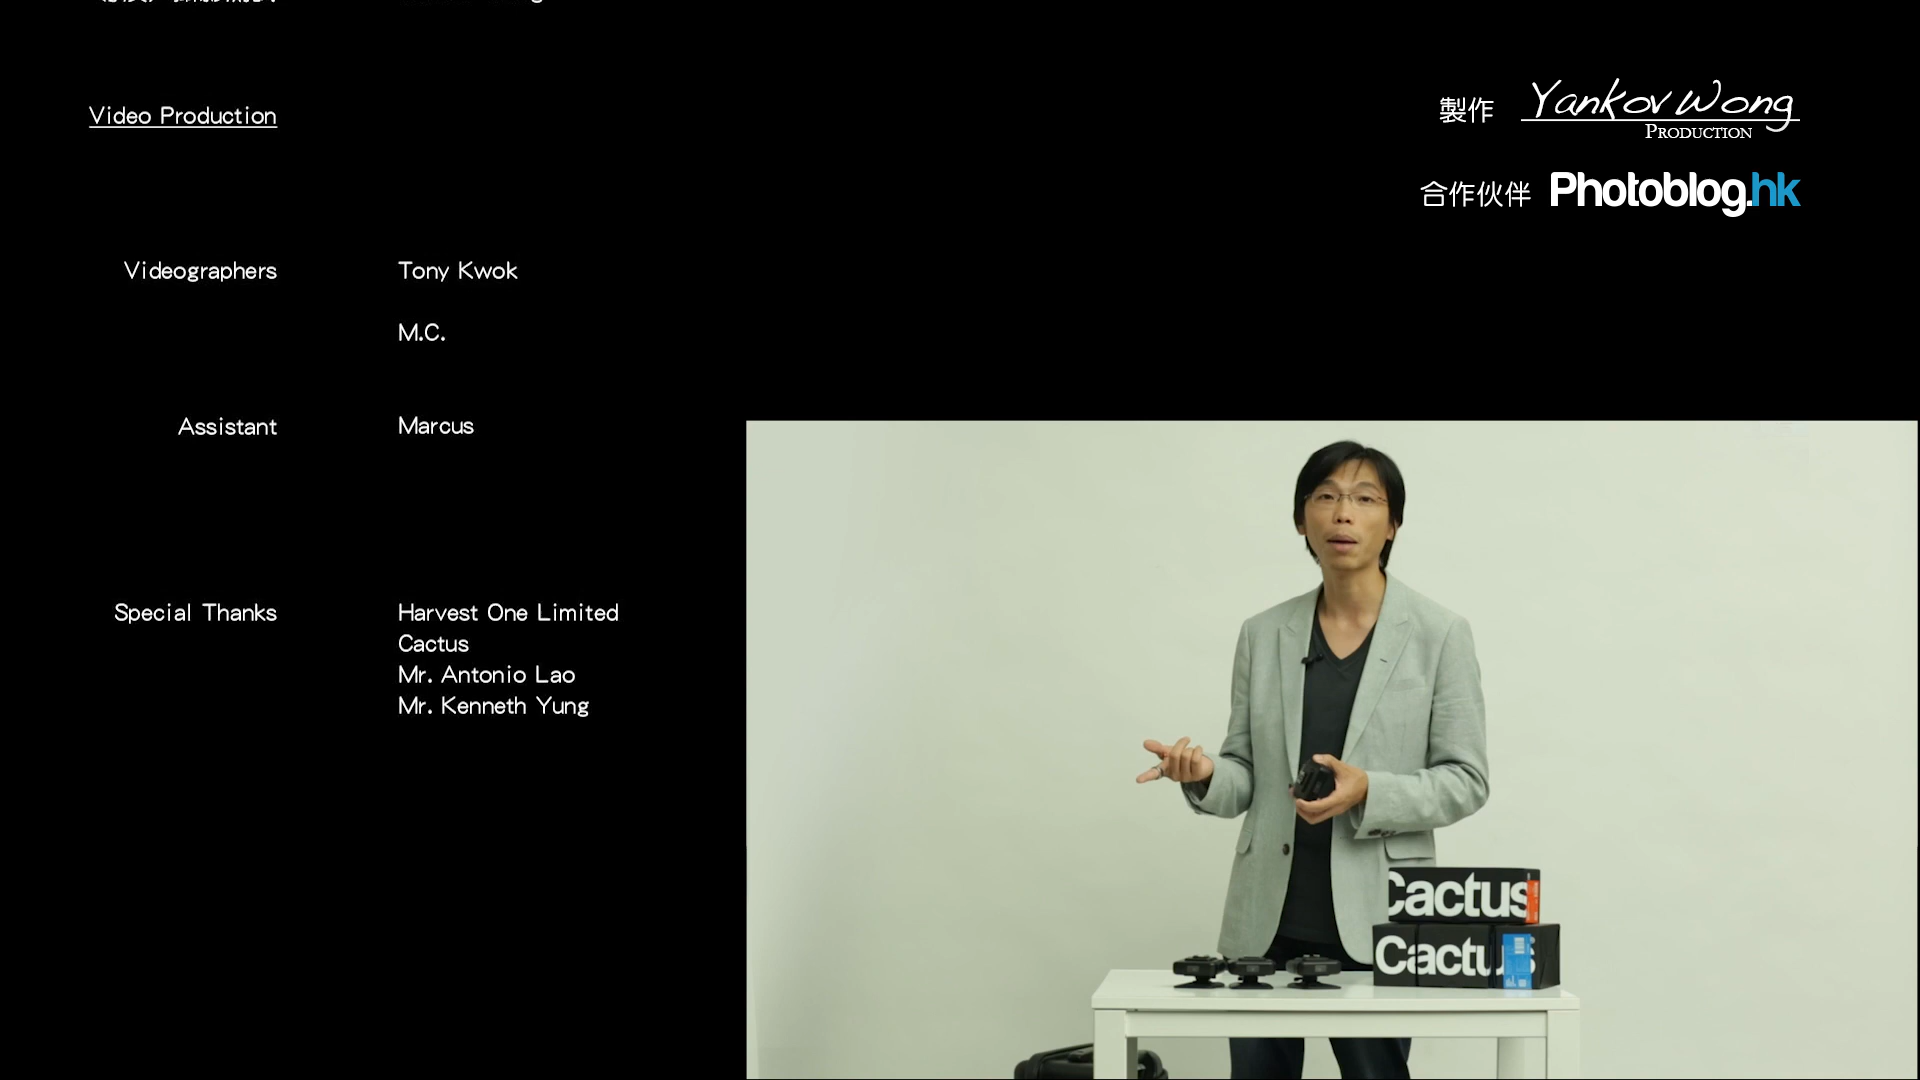 Video Production
製作 Yankov Wong
PRODUCTION
合作伙伴 Photoblog.hk
Videographers Tony Kwok
M.C.
Assistant Marcus
Special Thanks Harvest One Limited
Cactus
Mr. Antonio Lao
Mr. Kenneth Yung
Cactus
Cactus